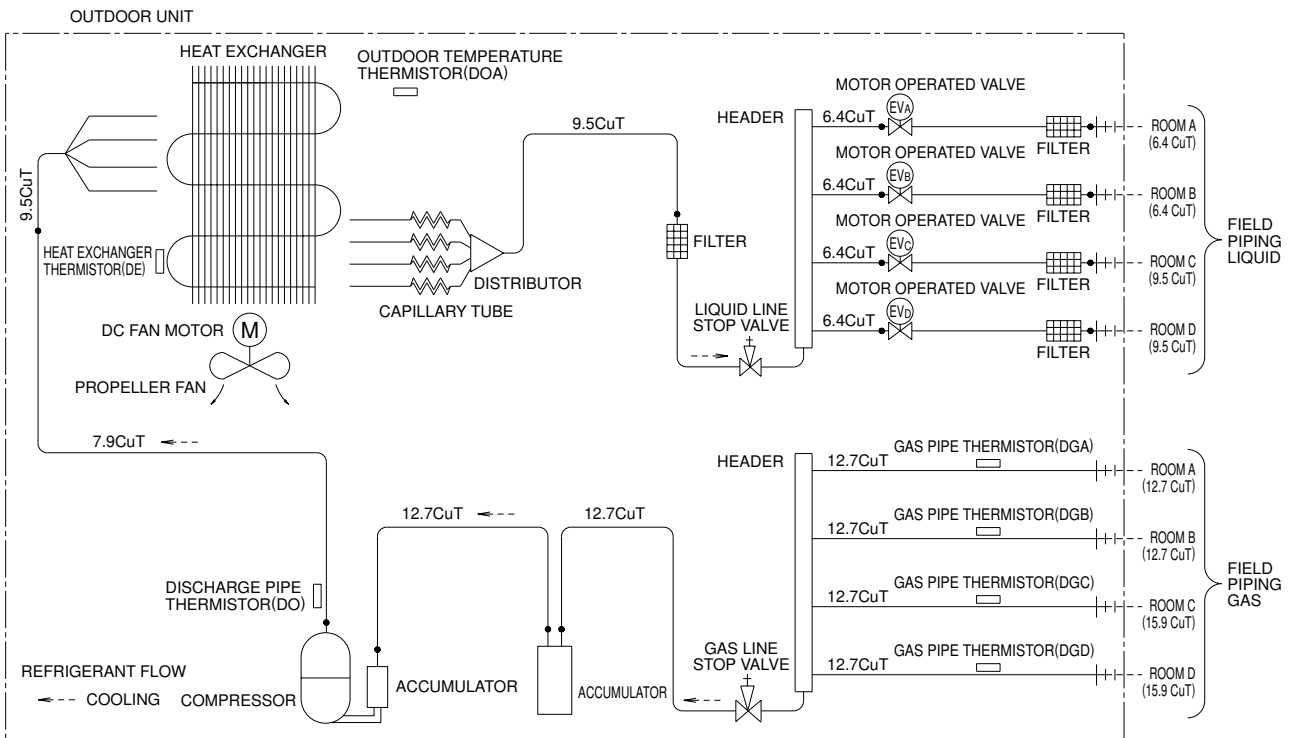 OUTDOOR UNIT
HEAT EXCHANGER
OUTDOOR TEMPERATURE
THERMISTOR(DOA)
9.5CuT
9.5CuT
HEAT EXCHANGER
THERMISTOR(DE)
DISTRIBUTOR
CAPILLARY TUBE
DC FAN MOTOR
M
PROPELLER FAN
FILTER
LIQUID LINE
STOP VALVE
HEADER
MOTOR OPERATED VALVE
6.4CuT
EVA
FILTER
ROOM A
(6.4 CuT)
MOTOR OPERATED VALVE
6.4CuT
EVB
FILTER
ROOM B
(6.4 CuT)
MOTOR OPERATED VALVE
6.4CuT
EVC
FILTER
ROOM C
(9.5 CuT)
MOTOR OPERATED VALVE
6.4CuT
EVD
FILTER
ROOM D
(9.5 CuT)
FIELD
PIPING
LIQUID
7.9CuT
12.7CuT
12.7CuT
HEADER
12.7CuT
GAS PIPE THERMISTOR(DGA)
ROOM A
(12.7 CuT)
12.7CuT
GAS PIPE THERMISTOR(DGB)
ROOM B
(12.7 CuT)
12.7CuT
GAS PIPE THERMISTOR(DGC)
ROOM C
(15.9 CuT)
12.7CuT
GAS PIPE THERMISTOR(DGD)
ROOM D
(15.9 CuT)
FIELD
PIPING
GAS
DISCHARGE PIPE
THERMISTOR(DO)
GAS LINE
STOP VALVE
REFRIGERANT FLOW
COOLING
COMPRESSOR
ACCUMULATOR
ACCUMULATOR